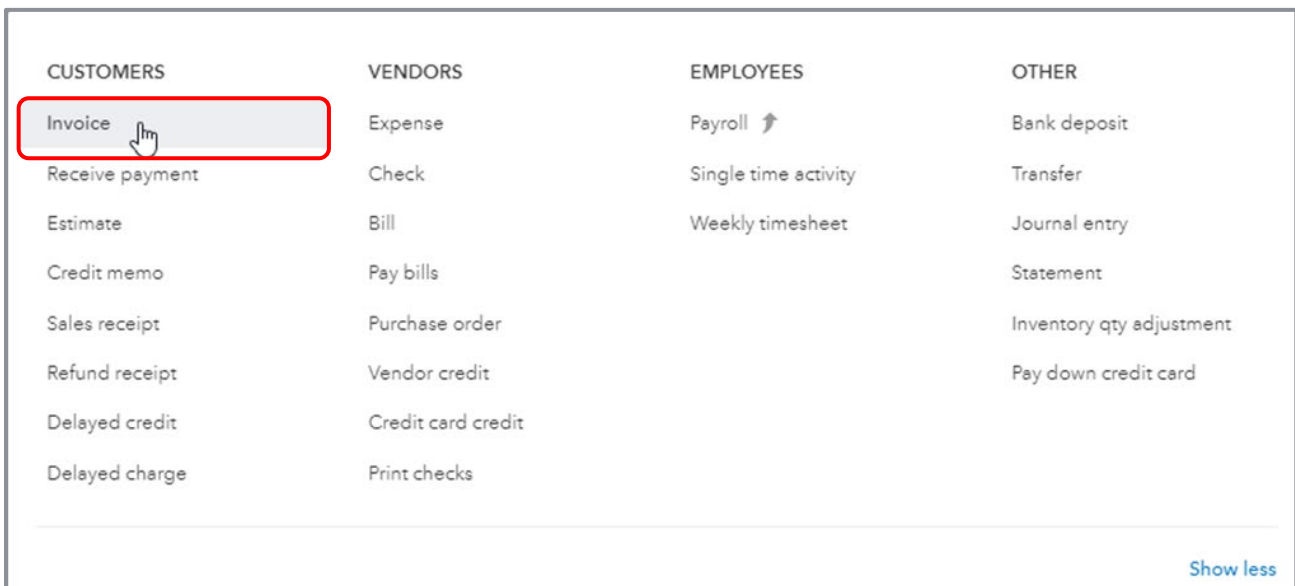 CUSTOMERS
Invoice
Receive payment
Estimate
Credit memo
Sales receipt
Refund receipt
Delayed credit
Delayed charge
VENDORS
Expense
Check
Bill
Pay bills
Purchase order
Vendor credit
Credit card credit
Print checks
EMPLOYEES
Payroll
Single time activity
Weekly timesheet
OTHER
Bank deposit
Transfer
Journal entry
Statement
Inventory qty adjustment
Pay down credit card
Show less